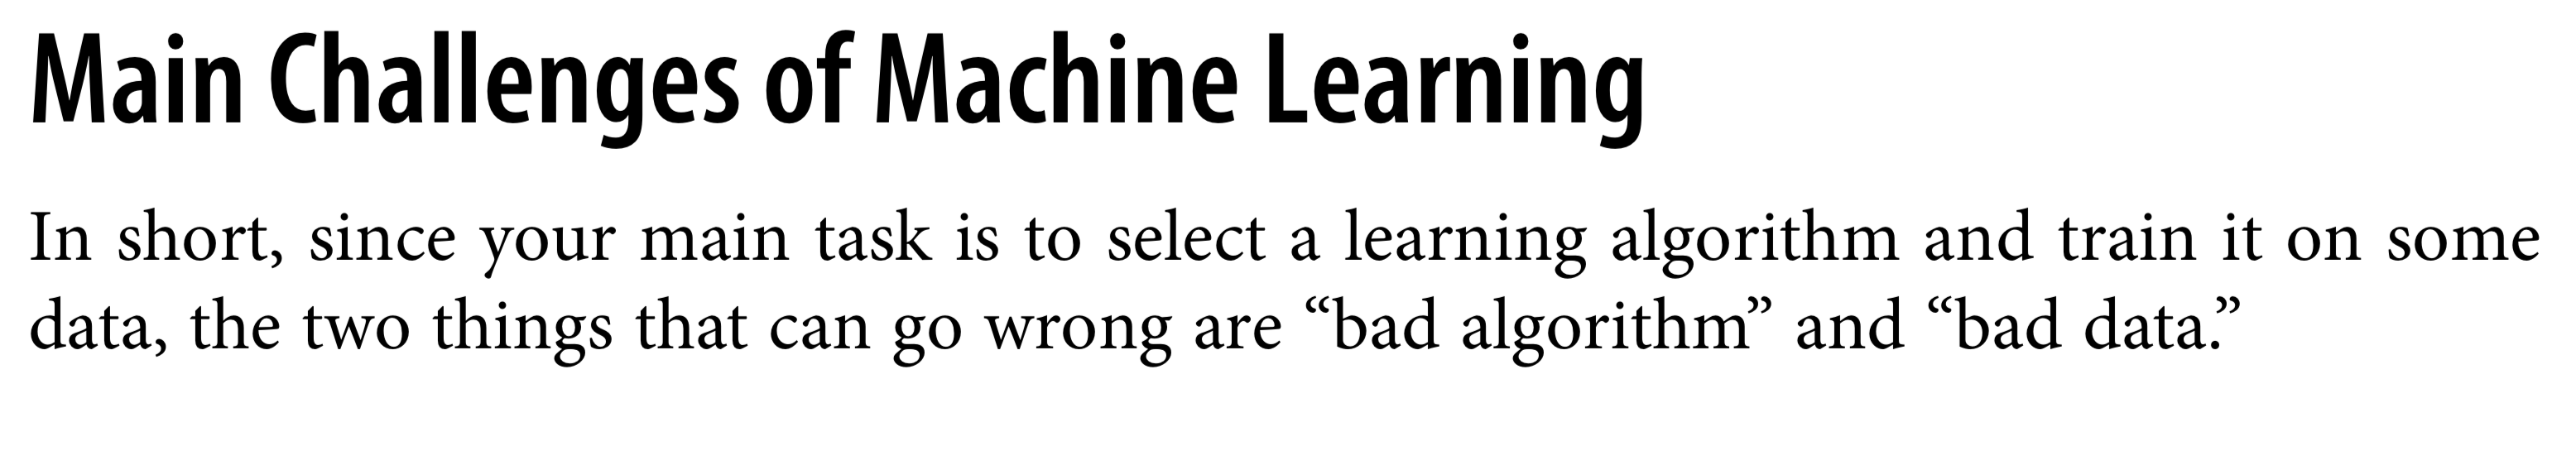 Main Challenges of Machine Learning
In short, since your main task is to select a learning algorithm and train it on some
data, the two things that can go wrong are “bad algorithm” and “bad data.”